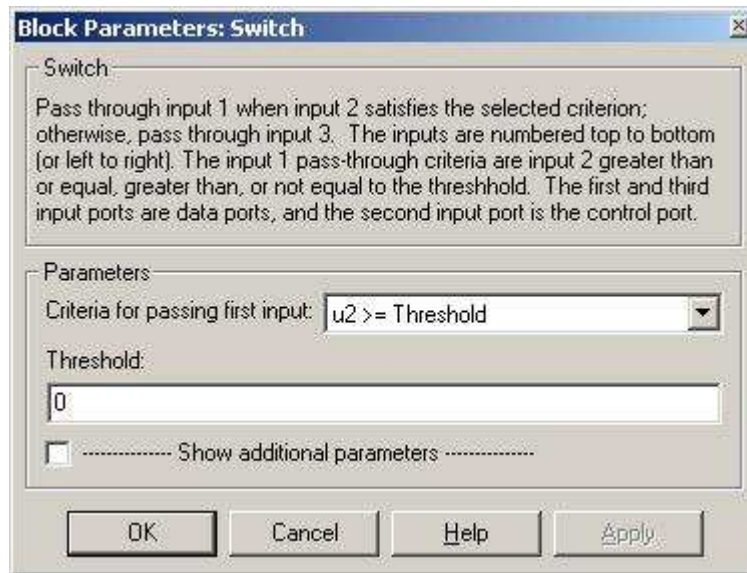 Block Parameters: Switch
Switch
Pass through input 1 when input 2 satisfies the selected criterion;
otherwise, pass through input 3. The inputs are numbered top to bottom
(or left to right). The input 1 pass-through criteria are input 2 greater than
or equal, greater than, or not equal to the threshhold. The first and third
input ports are data ports, and the second input port is the control port.
Parameters
Criteria for passing first input: u2 >= Threshold
Threshold:
0
-------------- Show additional parameters --------------
OK Cancel Help Apply